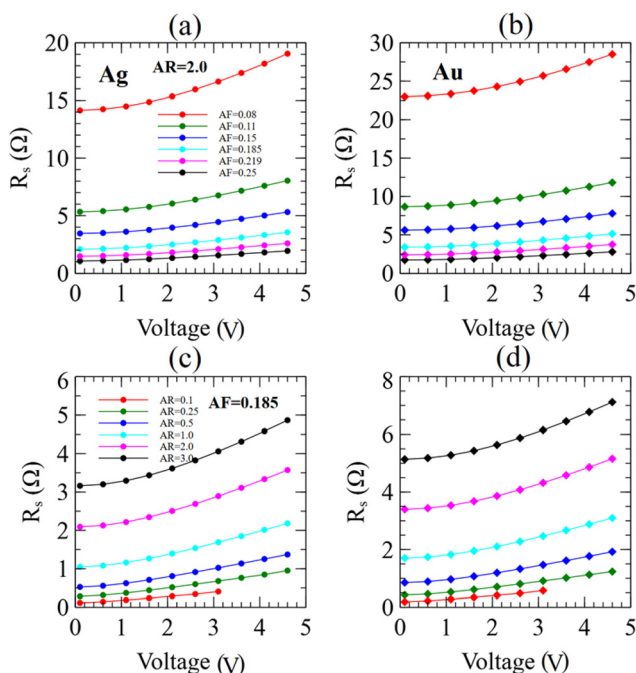 (a)
Ag
AR=2.0
AF=0.08
AF=0.11
AF=0.15
AF=0.185
AF=0.219
AF=0.25
20
15
10
5
0
Rs (Ω)
0 1 2 3 4 5
Voltage (V)
(b)
Au
30
25
20
15
10
5
0
Rs (Ω)
0 1 2 3 4 5
Voltage (V)
(c)
AF=0.185
AR=0.1
AR=0.25
AR=0.5
AR=1.0
AR=2.0
AR=3.0
6
5
4
3
2
1
0
Rs (Ω)
0 1 2 3 4 5
Voltage (V)
(d)
8
6
4
2
0
Rs (Ω)
0 1 2 3 4 5
Voltage (V)